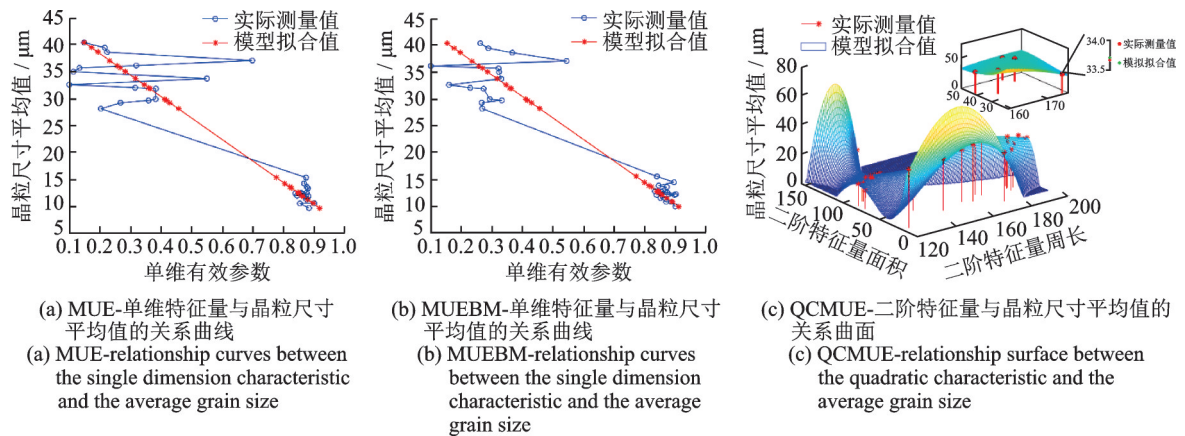 晶粒尺寸平均值 / μm
45
40
35
30
25
20
15
10
5
0.1 0.2 0.3 0.4 0.5 0.6 0.7 0.8 0.9 1.0
单维有效参数
实际测量值
模型拟合值
(a) MUE-单维特征量与晶粒尺寸
平均值的关系曲线
(a) MUE-relationship curves between
the single dimension characteristic
and the average grain size
晶粒尺寸平均值 / μm
45
40
35
30
25
20
15
10
5
0.1 0.2 0.3 0.4 0.5 0.6 0.7 0.8 0.9 1.0
单维有效参数
实际测量值
模型拟合值
(b) MUEBM-单维特征量与晶粒尺寸
平均值的关系曲线
(b) MUEBM-relationship curves
between the single dimension
characteristic and the average
grain size
晶粒尺寸平均值 / μm
80
60
40
20
0
150
100
50
0
二阶特征量面积
120 140 160 180 200
二阶特征量周长
实际测量值
模型拟合值
50
0
50 40 30
160 170
34.0
33.5
实际测量值
模拟拟合值
(c) QCMUE-二阶特征量与晶粒尺寸平均值的
关系曲面
(c) QCMUE-relationship surface between
the quadratic characteristic and the
average grain size